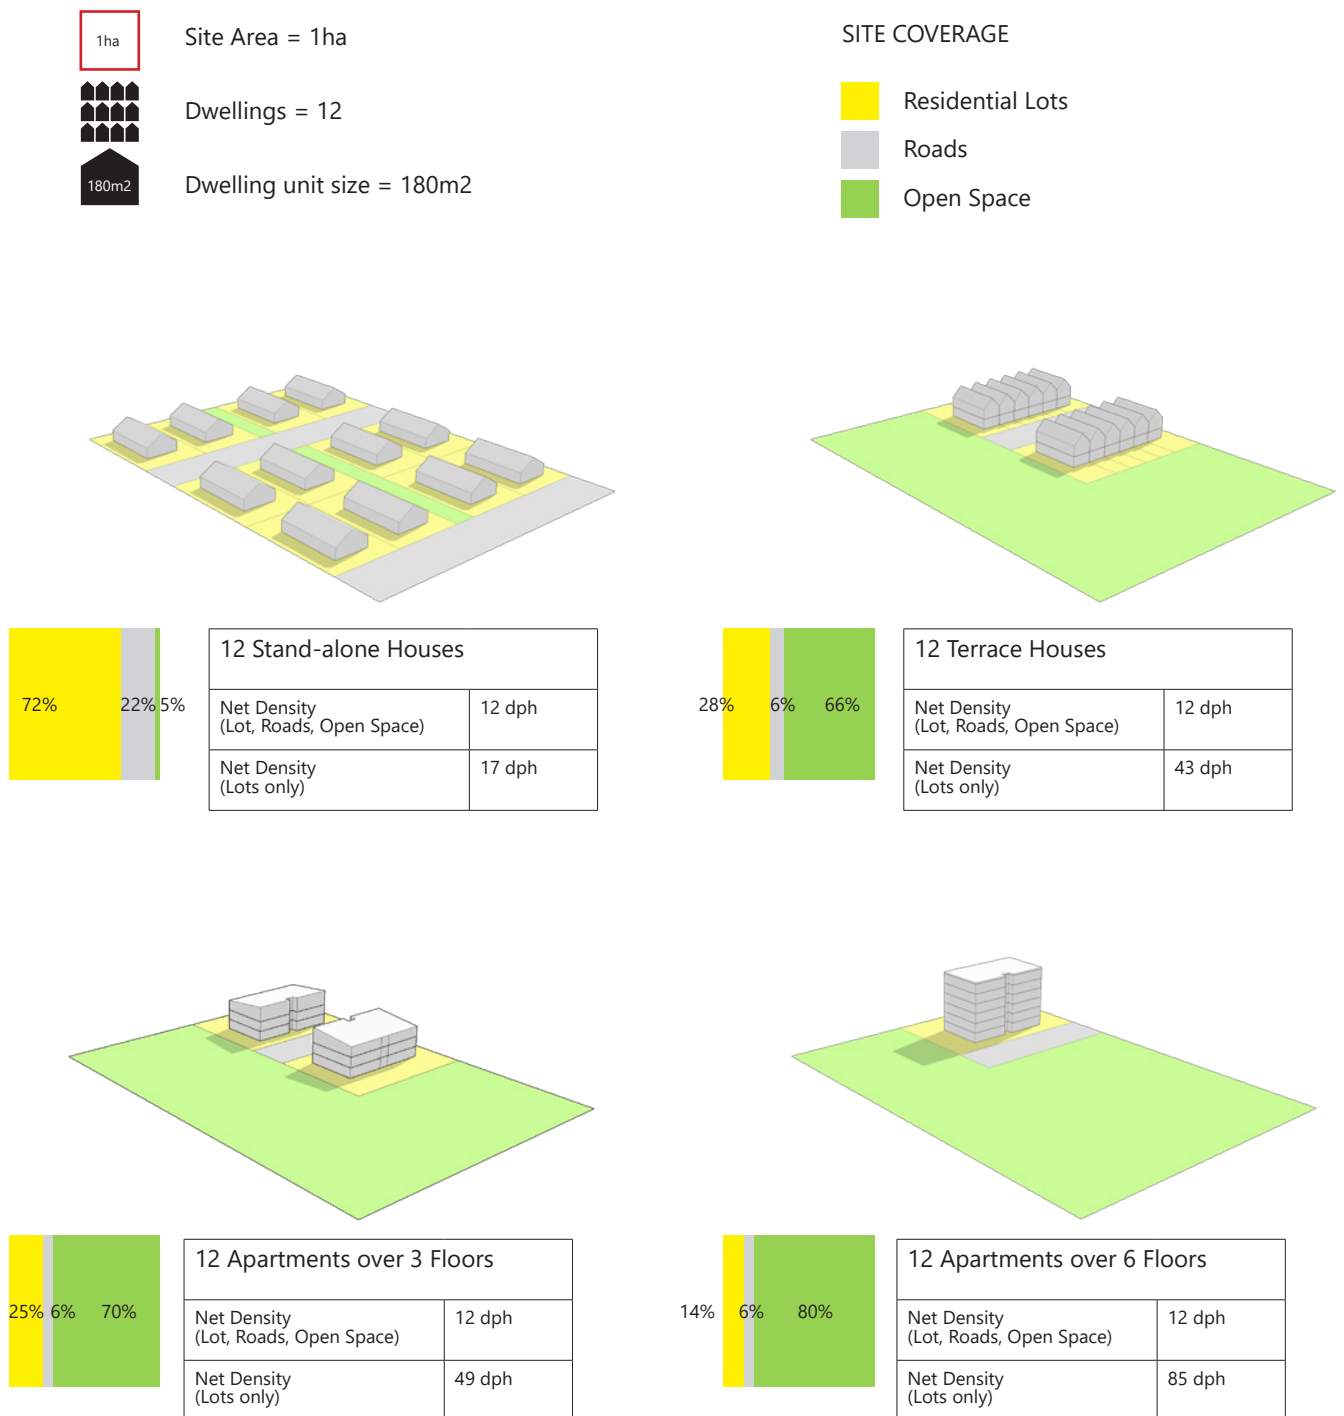 1ha
Site Area = 1ha
Dwellings = 12
180m2
Dwelling unit size = 180m2
SITE COVERAGE
Residential Lots
Roads
Open Space
72%
22%
5%
12 Stand-alone Houses
Net Density
(Lot, Roads, Open Space)
12 dph
Net Density
(Lots only)
17 dph
28%
6%
66%
12 Terrace Houses
Net Density
(Lot, Roads, Open Space)
12 dph
Net Density
(Lots only)
43 dph
25%
6%
70%
12 Apartments over 3 Floors
Net Density
(Lot, Roads, Open Space)
12 dph
Net Density
(Lots only)
49 dph
14%
6%
80%
12 Apartments over 6 Floors
Net Density
(Lot, Roads, Open Space)
12 dph
Net Density
(Lots only)
85 dph